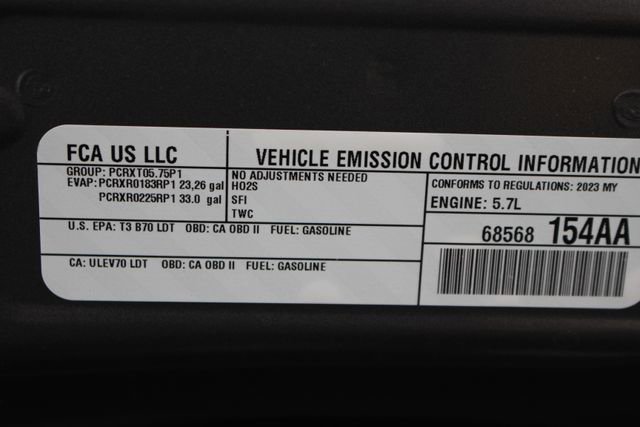 FCA US LLC
VEHICLE EMISSION CONTROL INFORMATION
GROUP: PCRXT05.75P1
EVAP:PCRXR0183RP1 23,26 gal
PCRXR0225RP1 33.0 gal
NO ADJUSTMENTS NEEDED
HO2S
SFI
TWC
CONFORMS TO REGULATIONS: 2023 MY
ENGINE: 5.7L
U.S. EPA: T3 B70 LDT OBD: CA OBD II FUEL: GASOLINE
68568 154AA
CA: ULEV70 LDT OBD: CA OBD II FUEL: GASOLINE